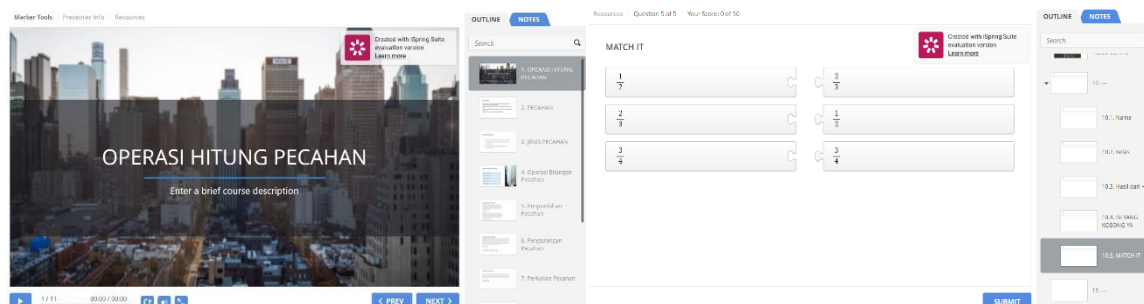 Marker Tools Presenter Info Resources
Created with iSpring Suite
evaluation version
Learn more
OPERASI HITUNG PECAHAN
Enter a brief course description
1 / 11 00:00 / 00:00
< PREV NEXT >
OUTLINE NOTES
Search
1. OPERASI HITUNG
PECAHAN
2. PECAHAN
3. JENIS PECAHAN
4. Operasi Bilangan
Pecahan
5. Penjumlahan
Pecahan
6. Pengurangan
Pecahan
7. Perkalian Pecahan
Resources Question 5 of 5 Your Score: 0 of 50
Created with iSpring Suite
evaluation version
Learn more
MATCH IT
1/2 2/3
2/3 1/2
3/4 3/4
SUBMIT
OUTLINE NOTES
Search
10.1. Nama
10.2. kelas
10.3. Hasil dari
10.4. ISI YANG
KOSONG YA
10.5. MATCH IT
11. ---